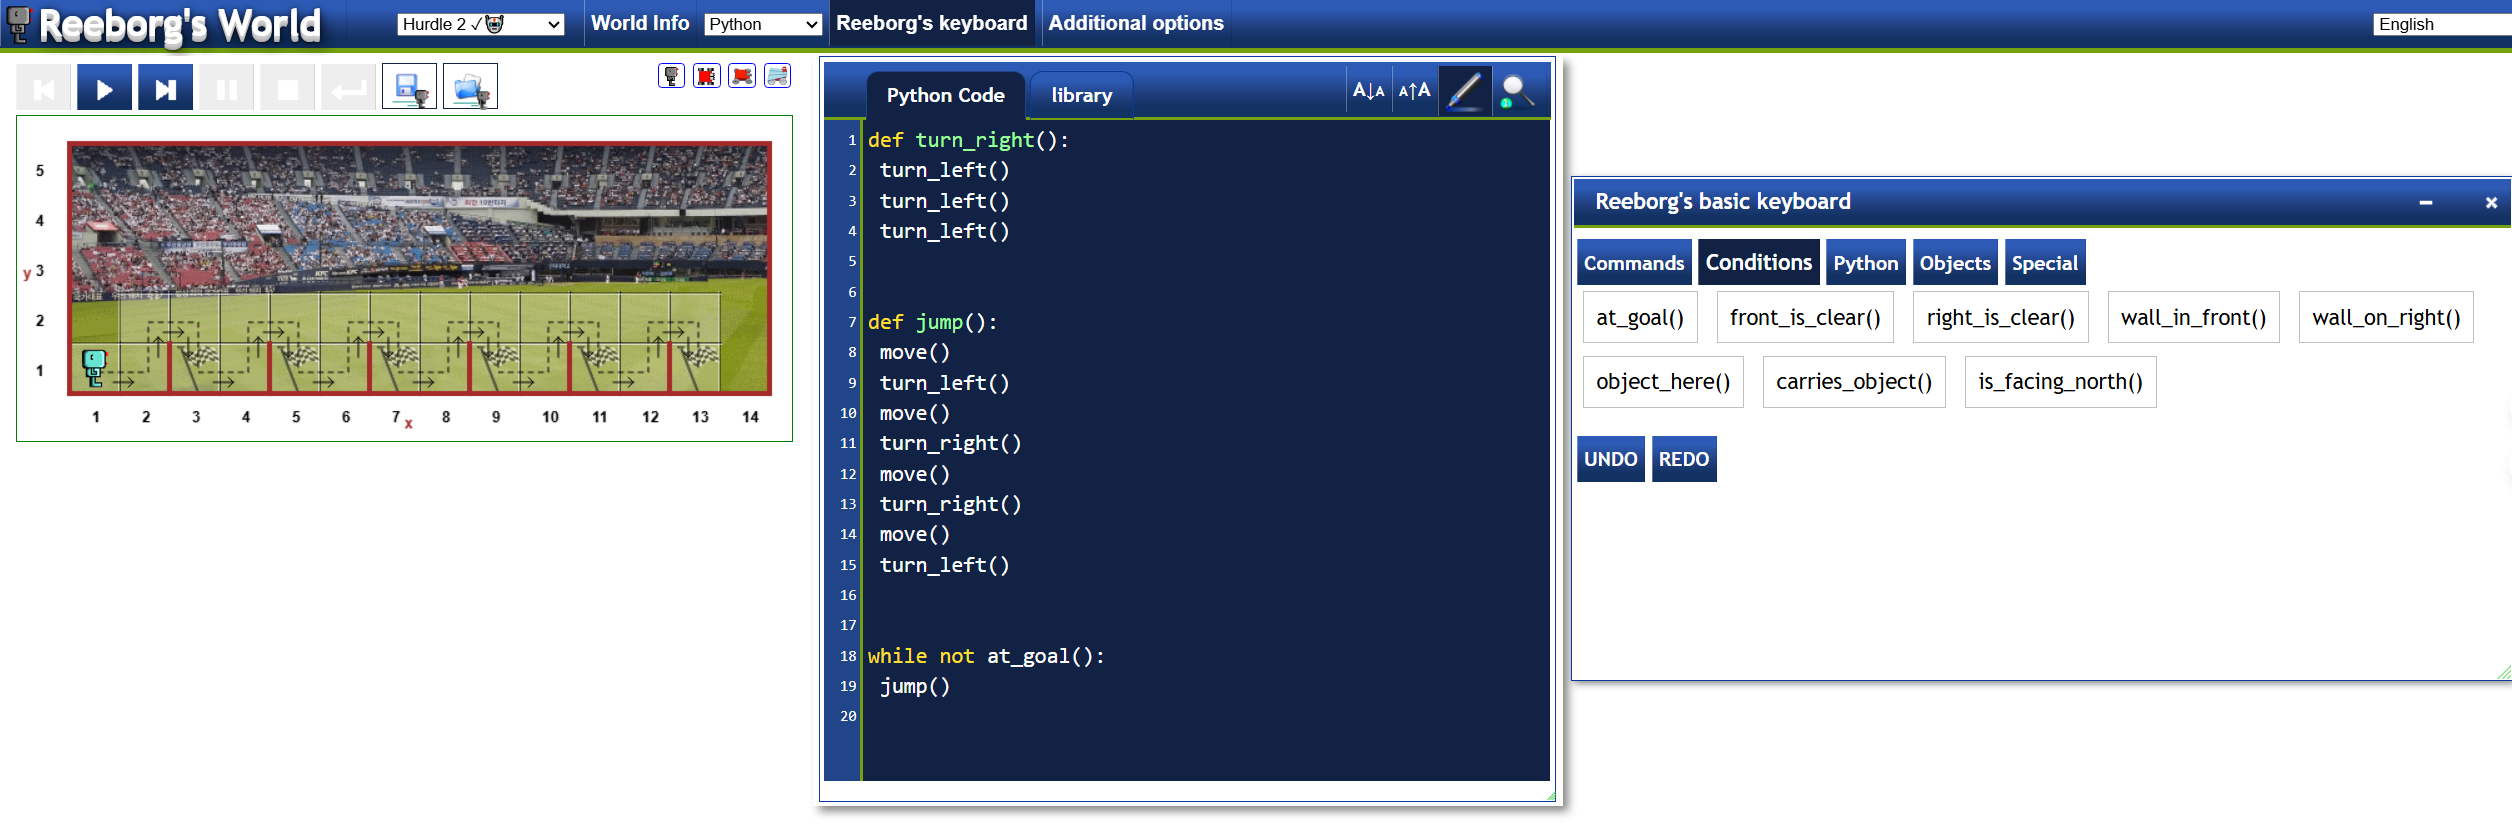 Reeborg's World
Hurdle 2 ✓
World Info
Python
Reeborg's keyboard
Additional options
English
5
4
y 3
2
1
1 2 3 4 5 6 7 x 8 9 10 11 12 13 14
Python Code
library
A↓A
A↑A
1 def turn_right():
2 turn_left()
3 turn_left()
4 turn_left()
5
6
7 def jump():
8 move()
9 turn_left()
10 move()
11 turn_right()
12 move()
13 turn_right()
14 move()
15 turn_left()
16
17
18 while not at_goal():
19 jump()
20
Reeborg's basic keyboard
Commands Conditions Python Objects Special
at_goal() front_is_clear() right_is_clear() wall_in_front() wall_on_right()
object_here() carries_object() is_facing_north()
UNDO REDO